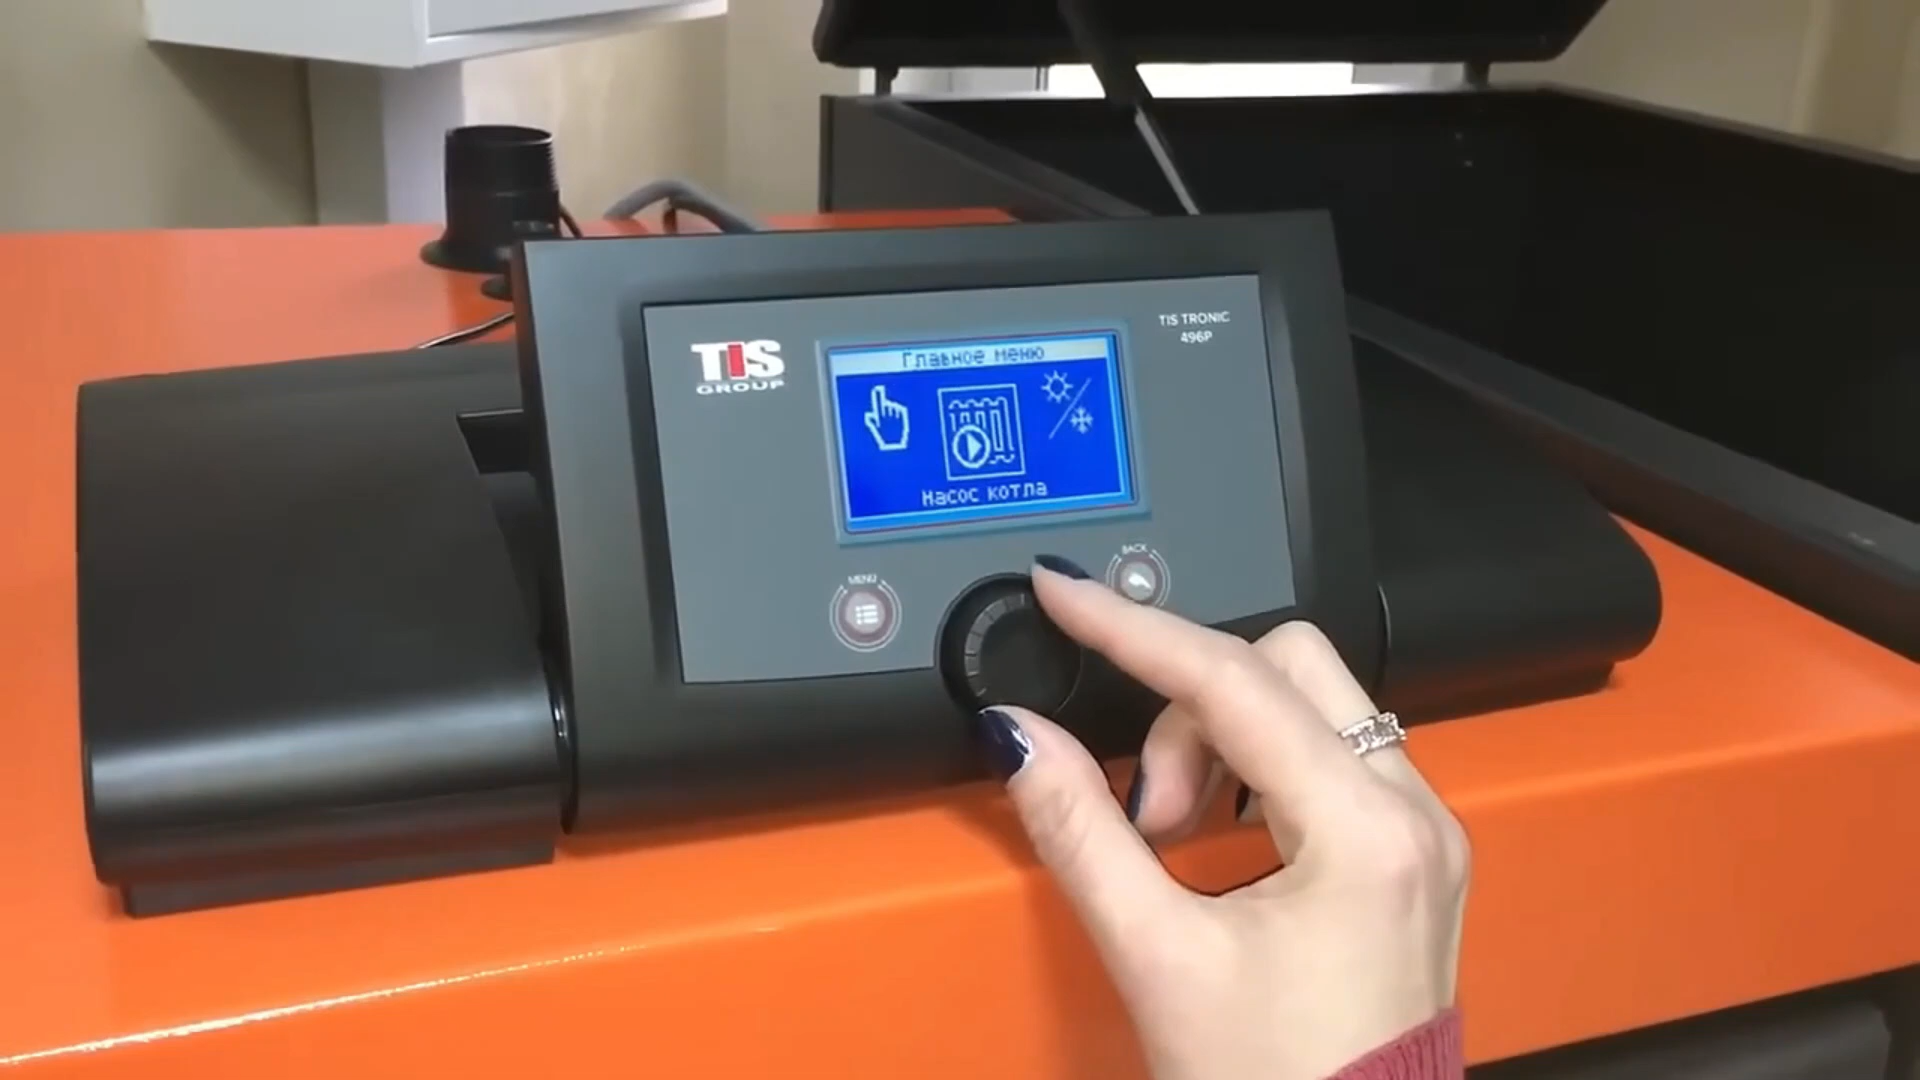 TIS
GROUP
TIS TRONIC
496P
Главное меню
Насос котла
MENU
BACK